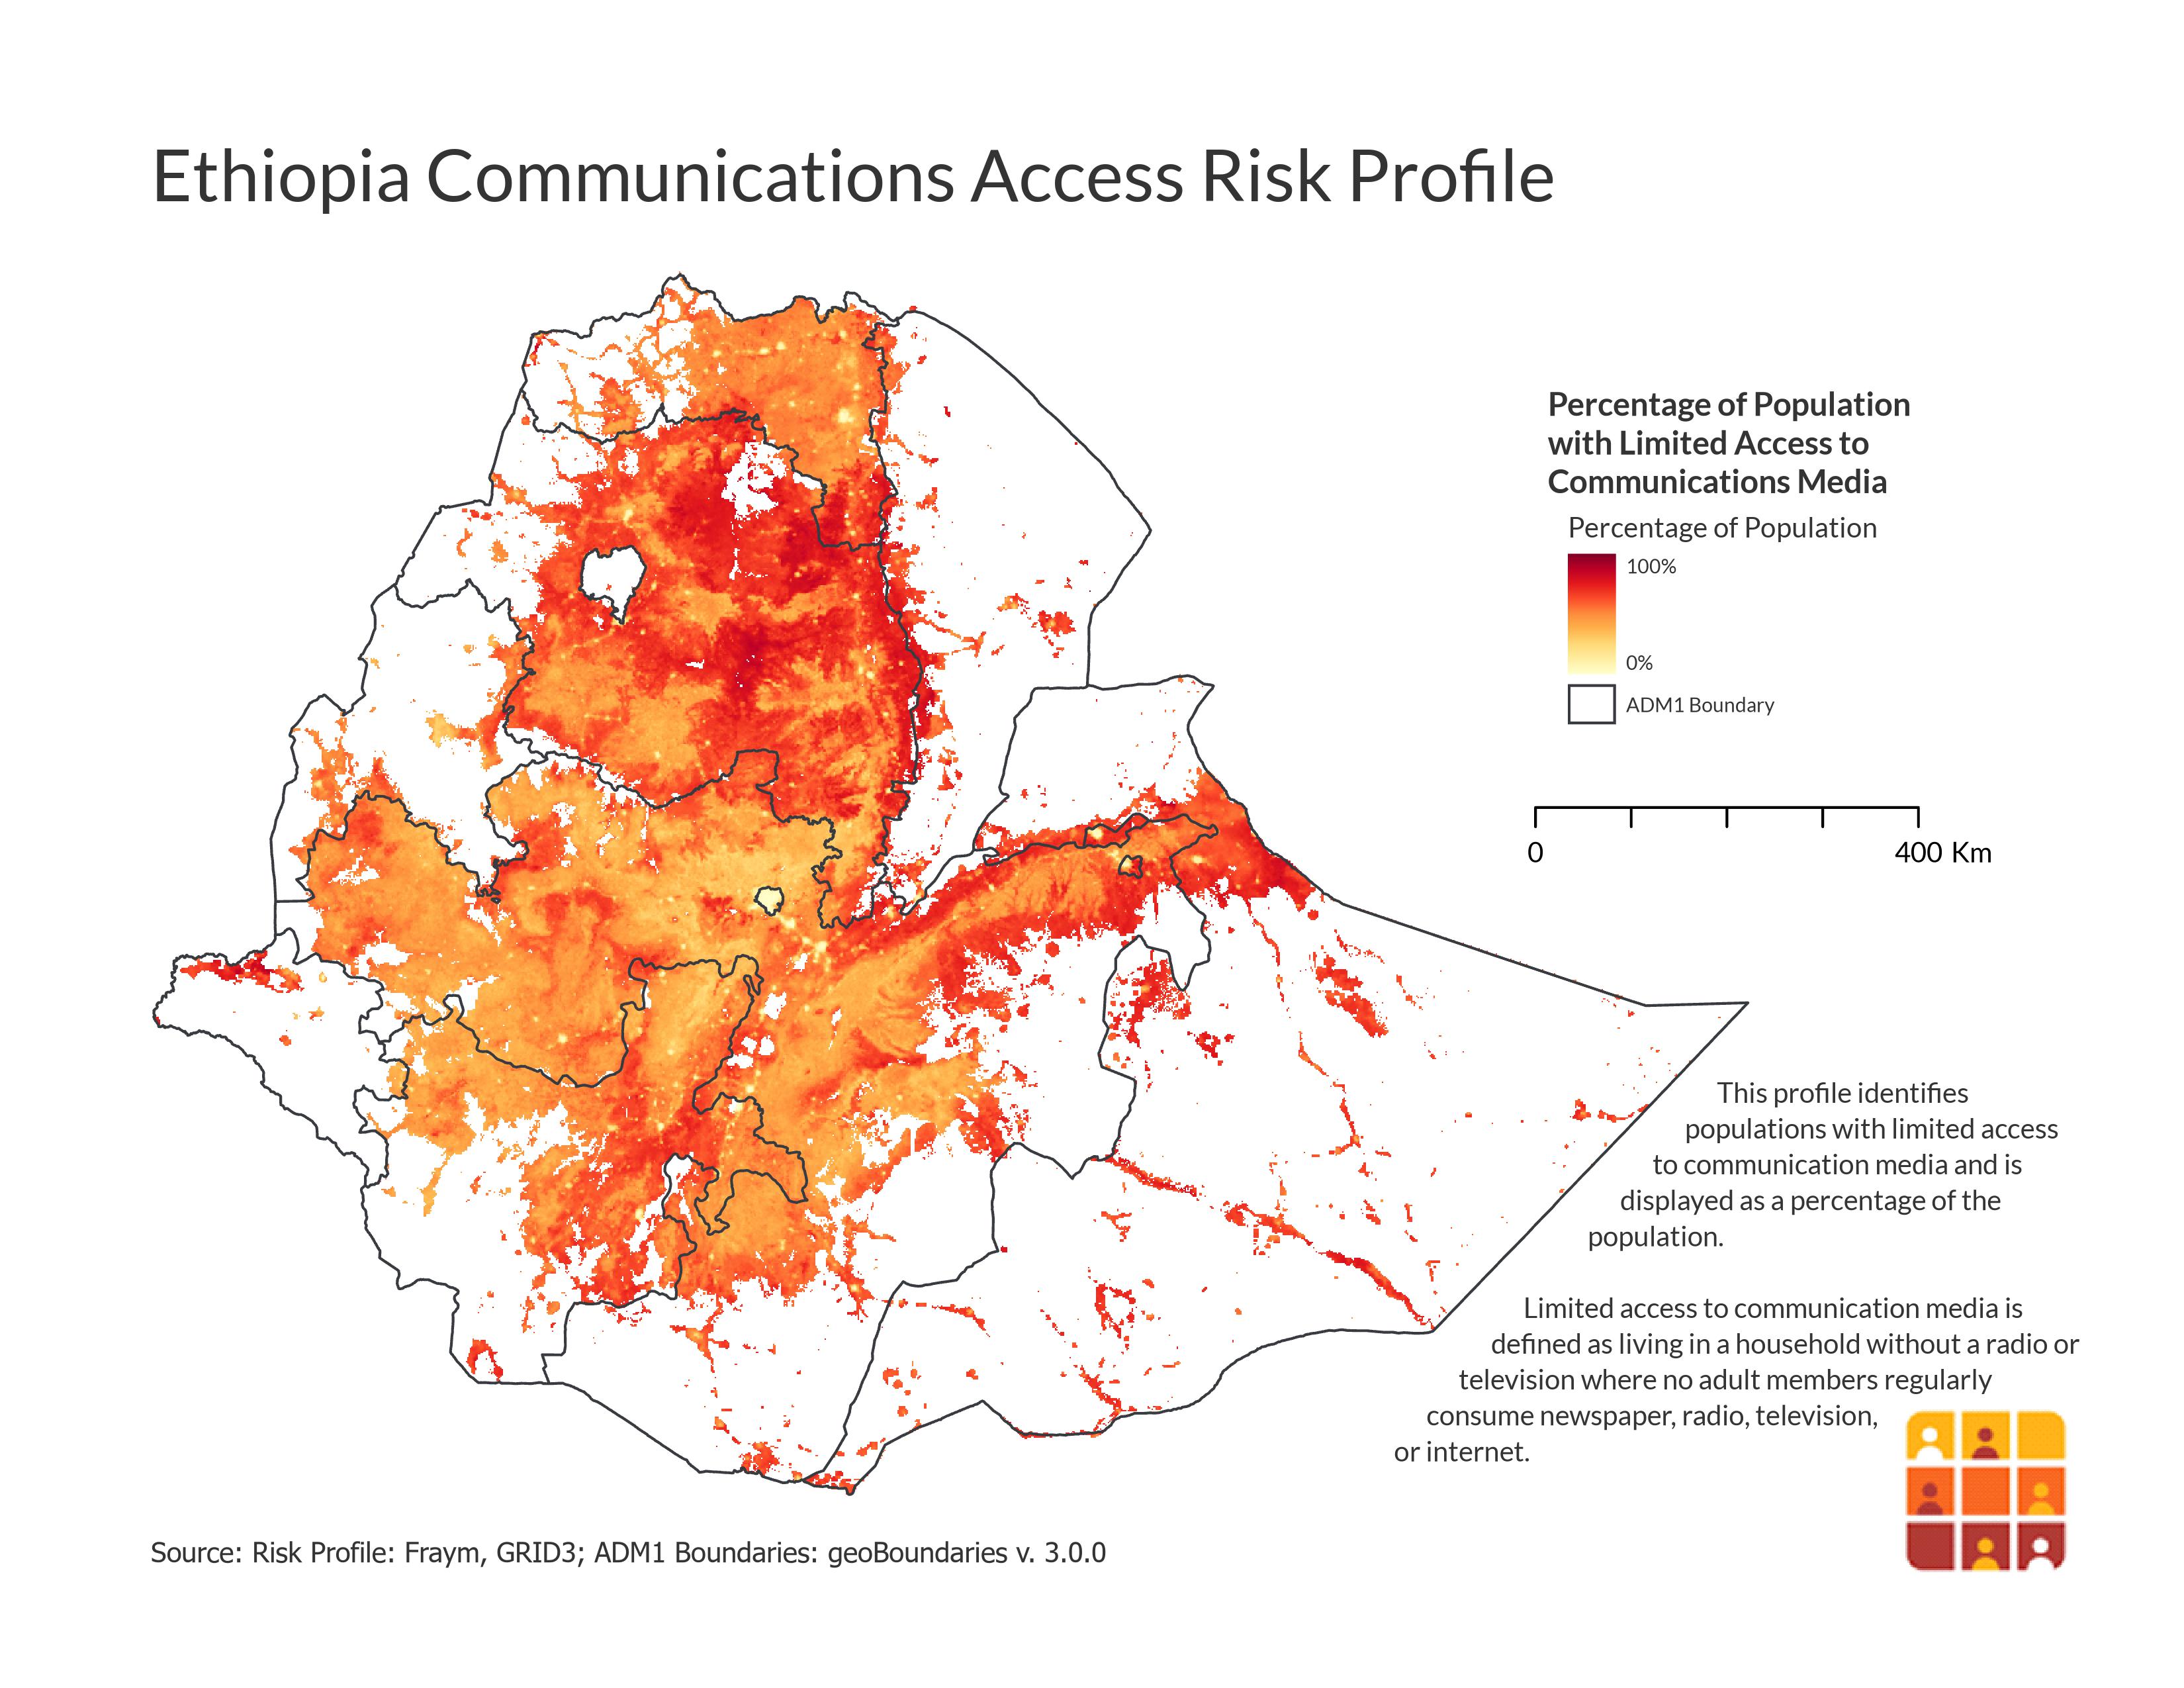 Ethiopia Communications Access Risk Profile
Percentage of Population
with Limited Access to
Communications Media
Percentage of Population
100%
0%
ADM1 Boundary
0
400 Km
This profile identifies
populations with limited access
to communication media and is
displayed as a percentage of the
population.
Limited access to communication media is
defined as living in a household without a radio or
television where no adult members regularly
consume newspaper, radio, television,
or internet.
Source: Risk Profile: Fraym, GRID3; ADM1 Boundaries: geoBoundaries v. 3.0.0